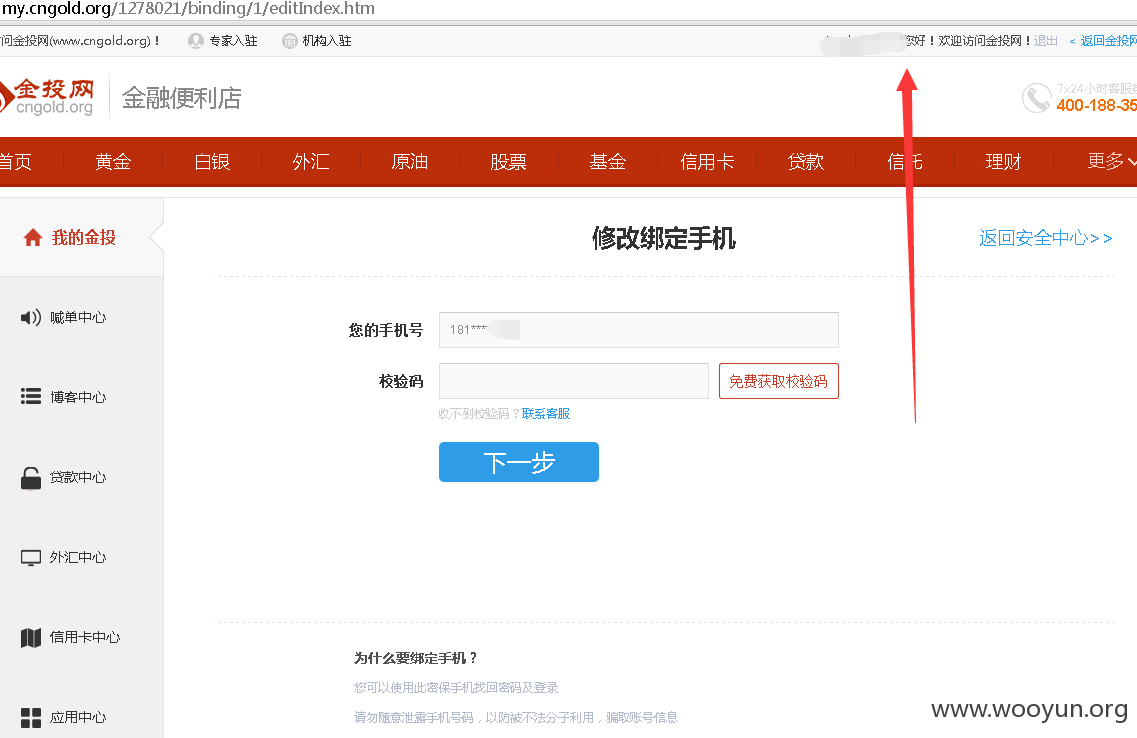 my.cngold.org/1278021/binding/1/editIndex.htm
问金投网(www.cngold.org)！ 专家入驻 机构入驻 您好！欢迎访问金投网！退出 < 返回金投网
金投网
cngold.org
金融便利店
7x24小时客服热
400-188-35
首页 黄金 白银 外汇 原油 股票 基金 信用卡 贷款 信托 理财 更多
我的金投
修改绑定手机
返回安全中心>>
喊单中心
您的手机号 181***
校验码 免费获取校验码
收不到校验码？联系客服
博客中心
下一步
贷款中心
外汇中心
信用卡中心
为什么要绑定手机？
您可以使用此密保手机找回密码及登录
请勿随意泄露手机号码，以防被不法分子利用，骗取账号信息
应用中心
www.wooyun.org